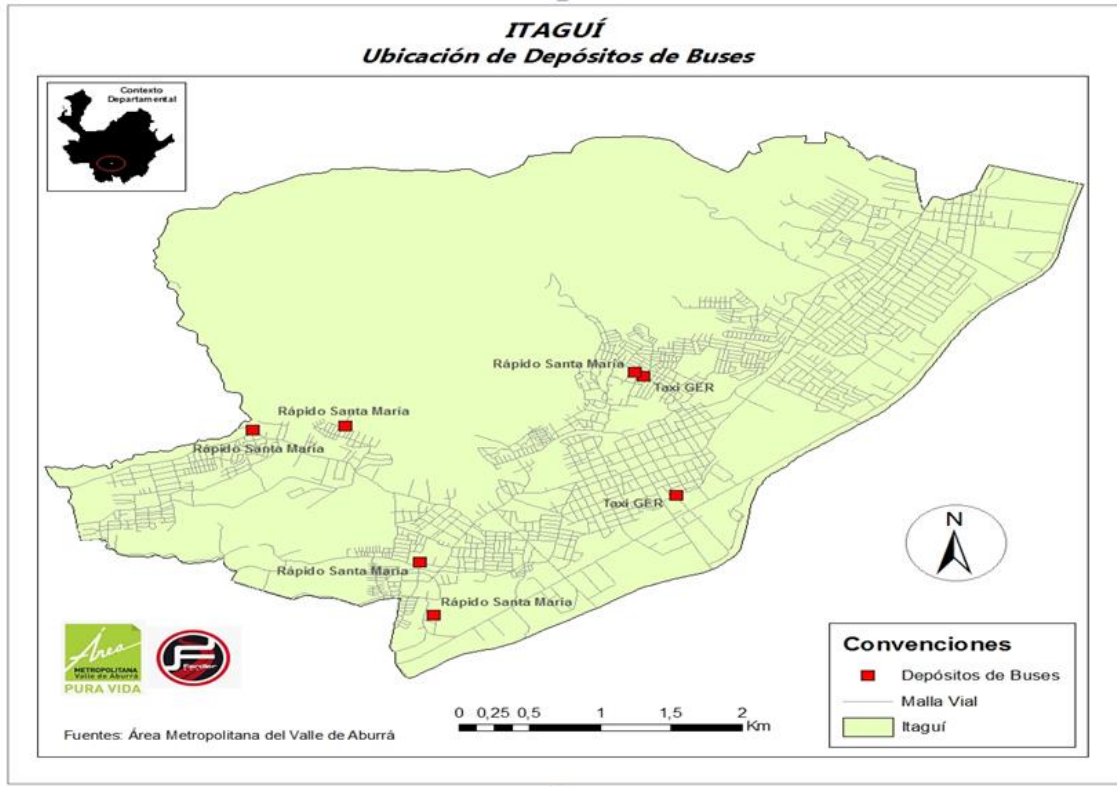 ITAGUÍ
Ubicación de Depósitos de Buses
Contexto
Departamental
Rápido Santa María
Taxi GER
Rápido Santa María
Rápido Santa María
Taxi GER
Rápido Santa María
Rápido Santa María
N
Área
METROPOLITANA
Valle de Aburrá
PURA VIDA
Fuentes: Área Metropolitana del Valle de Aburrá
0 0,25 0,5 1 1,5 2
Km
Convenciones
Depósitos de Buses
Malla Vial
Itaguí